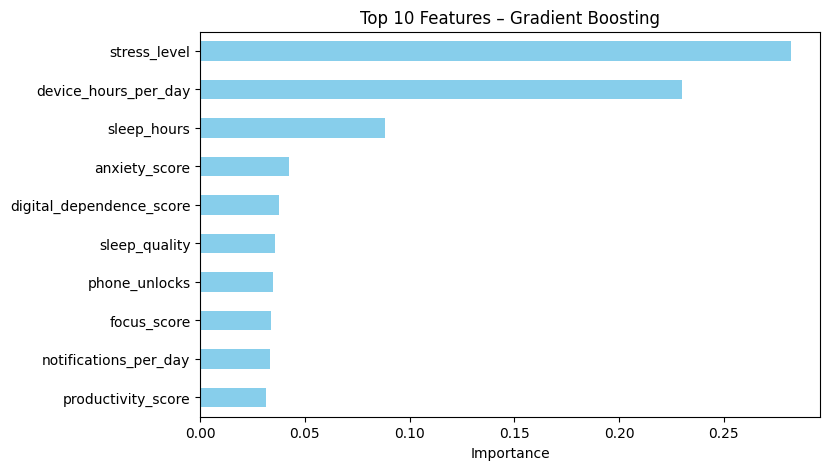 Top 10 Features – Gradient Boosting
stress_level
device_hours_per_day
sleep_hours
anxiety_score
digital_dependence_score
sleep_quality
phone_unlocks
focus_score
notifications_per_day
productivity_score
0.00 0.05 0.10 0.15 0.20 0.25
Importance